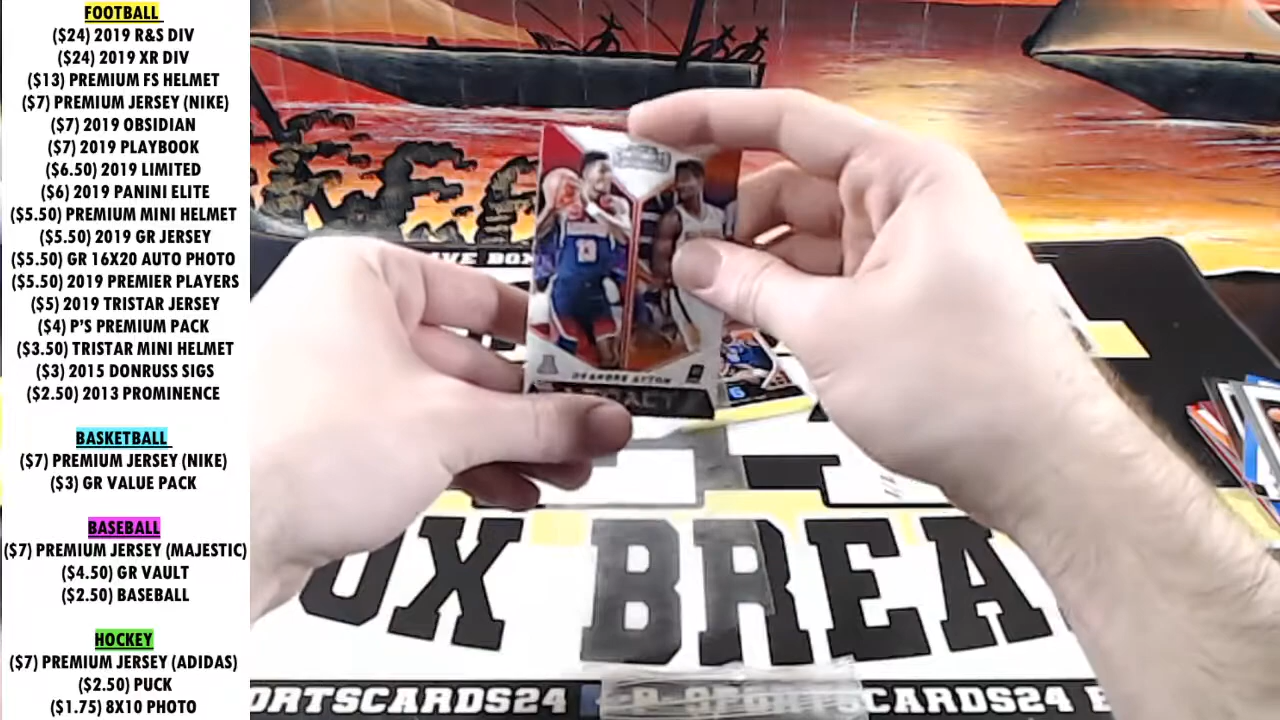 FOOTBALL
($24) 2019 R&S DIV
($24) 2019 XR DIV
($13) PREMIUM FS HELMET
($7) PREMIUM JERSEY (NIKE)
($7) 2019 OBSIDIAN
($7) 2019 PLAYBOOK
($6.50) 2019 LIMITED
($6) 2019 PANINI ELITE
($5.50) PREMIUM MINI HELMET
($5.50) 2019 GR JERSEY
($5.50) GR 16X20 AUTO PHOTO
($5.50) 2019 PREMIER PLAYERS
($5) 2019 TRISTAR JERSEY
($4) P'S PREMIUM PACK
($3.50) TRISTAR MINI HELMET
($3) 2015 DONRUSS SIGS
($2.50) 2013 PROMINENCE
BASKETBALL
($7) PREMIUM JERSEY (NIKE)
($3) GR VALUE PACK
BASEBALL
($7) PREMIUM JERSEY (MAJESTIC)
($4.50) GR VAULT
($2.50) BASEBALL
HOCKEY
($7) PREMIUM JERSEY (ADIDAS)
($2.50) PUCK
($1.75) 8X10 PHOTO
13
DEANDRE AYTON
6
OX BREA
ORTSCARDS24
SPORTSCARDS24